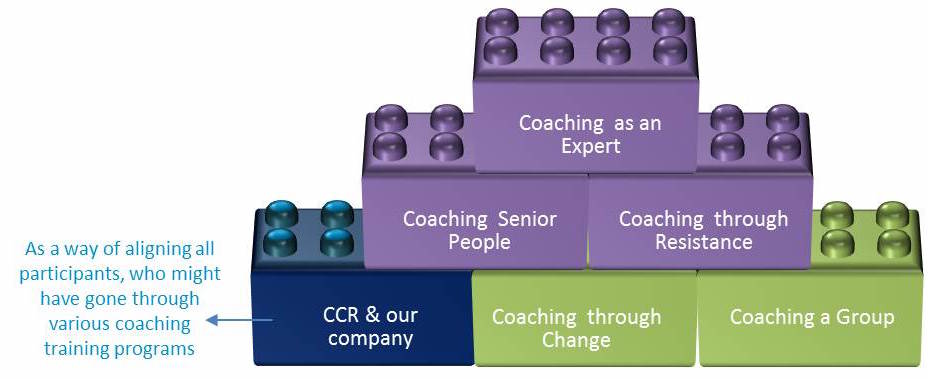 Coaching as an
Expert
Coaching Senior
People
Coaching through
Resistance
As a way of aligning all
participants, who might
have gone through
various coaching
training programs
CCR & our
company
Coaching through
Change
Coaching a Group